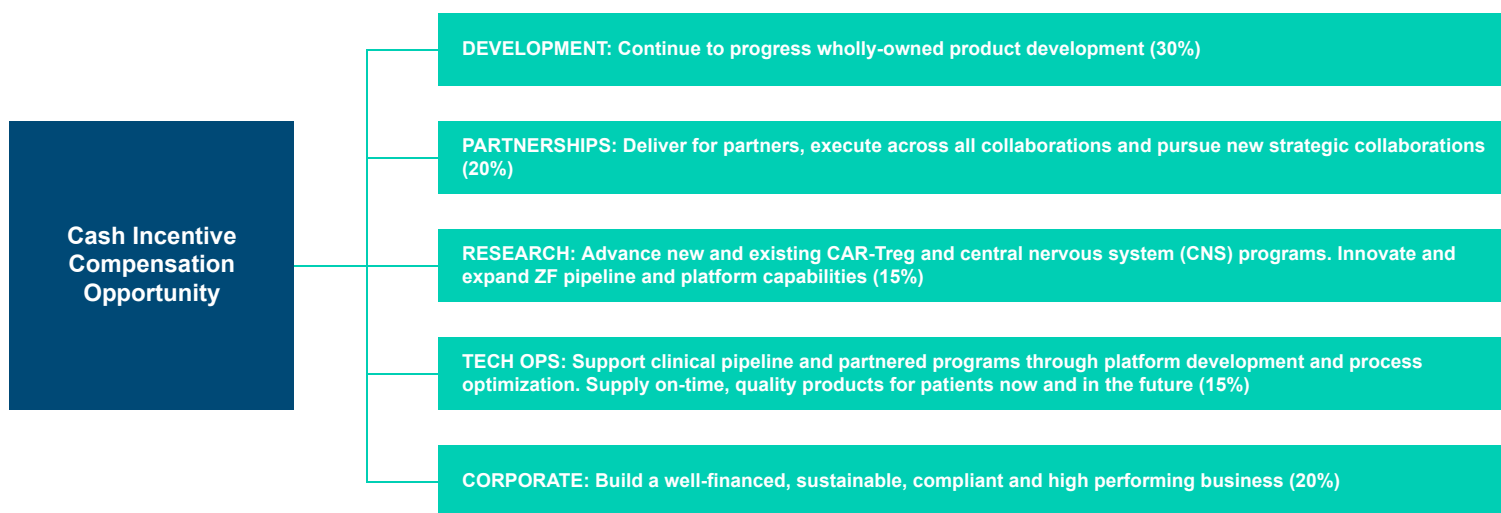 DEVELOPMENT: Continue to progress wholly-owned product development (30%)
PARTNERSHIPS: Deliver for partners, execute across all collaborations and pursue new strategic collaborations
(20%)
Cash Incentive
Compensation
Opportunity
RESEARCH: Advance new and existing CAR-Treg and central nervous system (CNS) programs. Innovate and
expand ZF pipeline and platform capabilities (15%)
TECH OPS: Support clinical pipeline and partnered programs through platform development and process
optimization. Supply on-time, quality products for patients now and in the future (15%)
CORPORATE: Build a well-financed, sustainable, compliant and high performing business (20%)